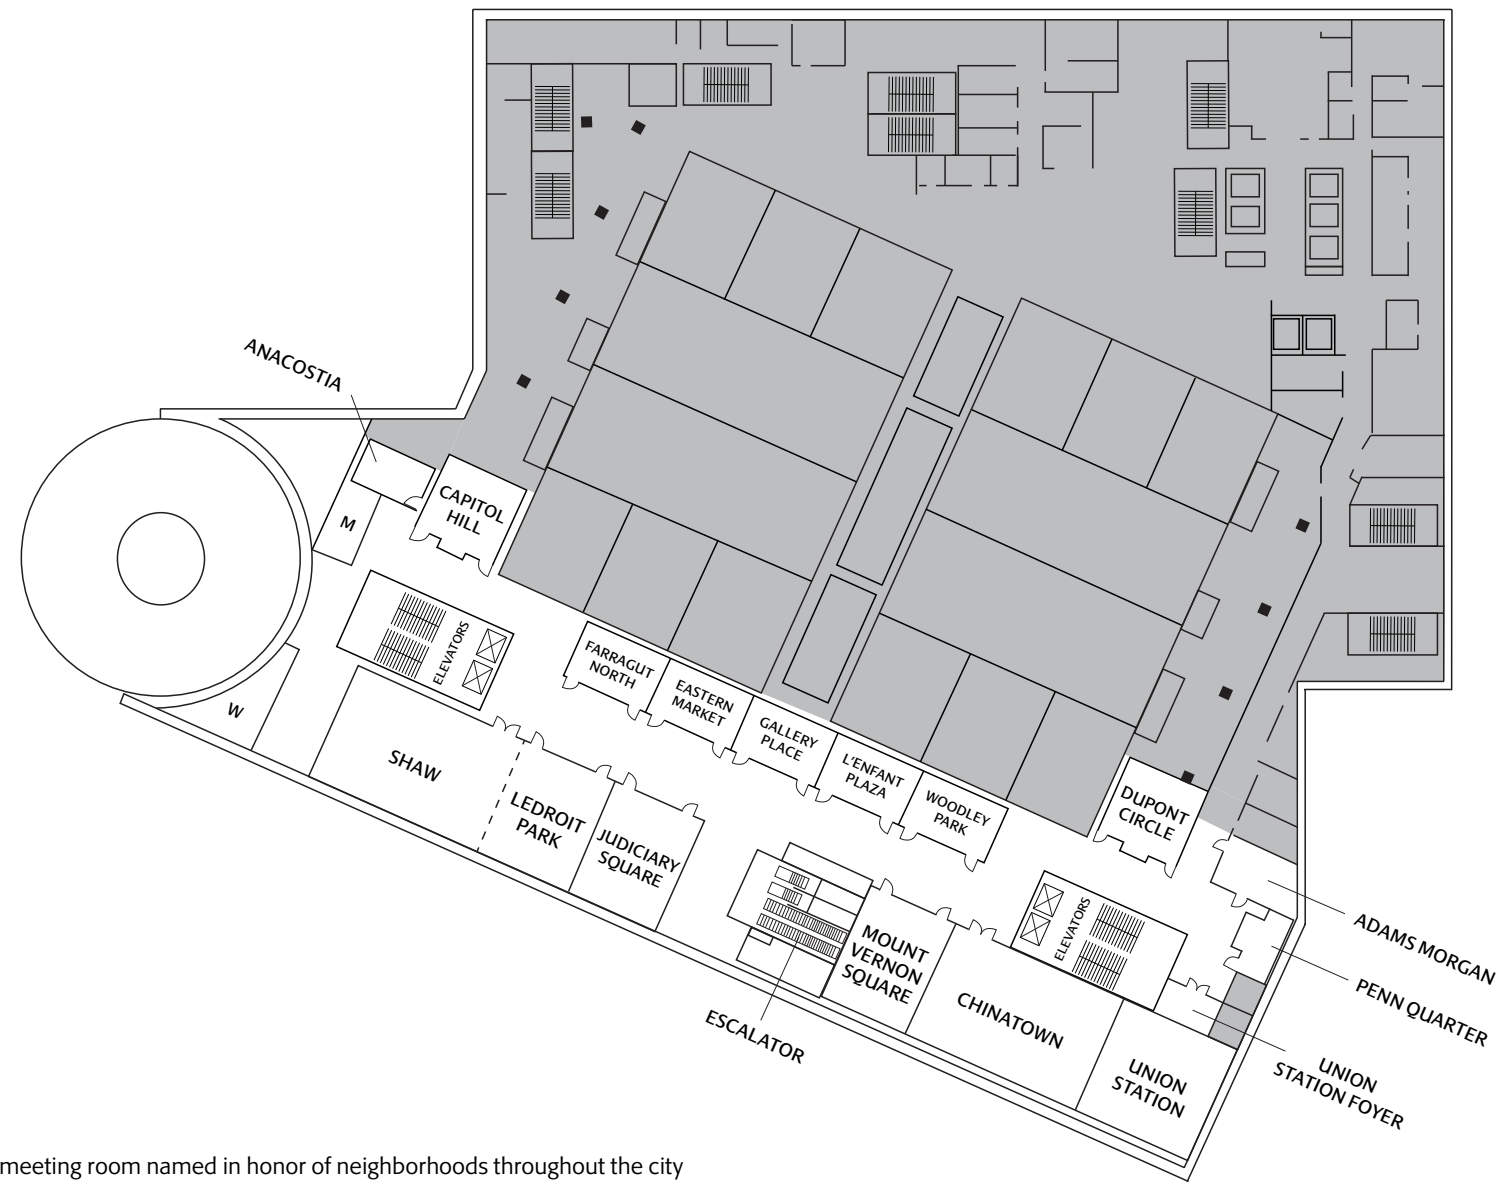 ANACOSTIA
CAPITOL
HILL
M
ELEVATORS
W
FARRAGUT
NORTH
EASTERN
MARKET
GALLERY
PLACE
L'ENFANT
PLAZA
WOODLEY
PARK
DUPONT
CIRCLE
SHAW
LEDROIT
PARK
JUDICIARY
SQUARE
ESCALATOR
MOUNT
VERNON
SQUARE
CHINATOWN
ELEVATORS
UNION
STATION
ADAMS MORGAN
PENN QUARTER
UNION
STATION FOYER
meeting room named in honor of neighborhoods throughout the city